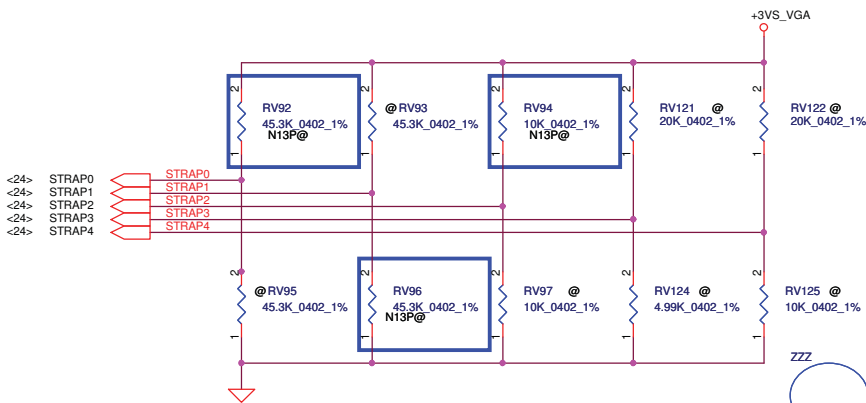 +3VS_VGA
2 2 2 2 2
RV92 @ RV93 RV94 RV121 @ RV122 @
45.3K_0402_1% 45.3K_0402_1% 10K_0402_1% 20K_0402_1% 20K_0402_1%
N13P@ N13P@
1 1 1 1 1
<24> STRAP0 STRAP0
<24> STRAP1 STRAP1
<24> STRAP2 STRAP2
<24> STRAP3 STRAP3
<24> STRAP4 STRAP4
2 2 2 2 2
@ RV95 RV96 RV97 @ RV124 @ RV125 @
45.3K_0402_1% 45.3K_0402_1% 10K_0402_1% 4.99K_0402_1% 10K_0402_1%
N13P@
1 1 1 1 1
ZZZ